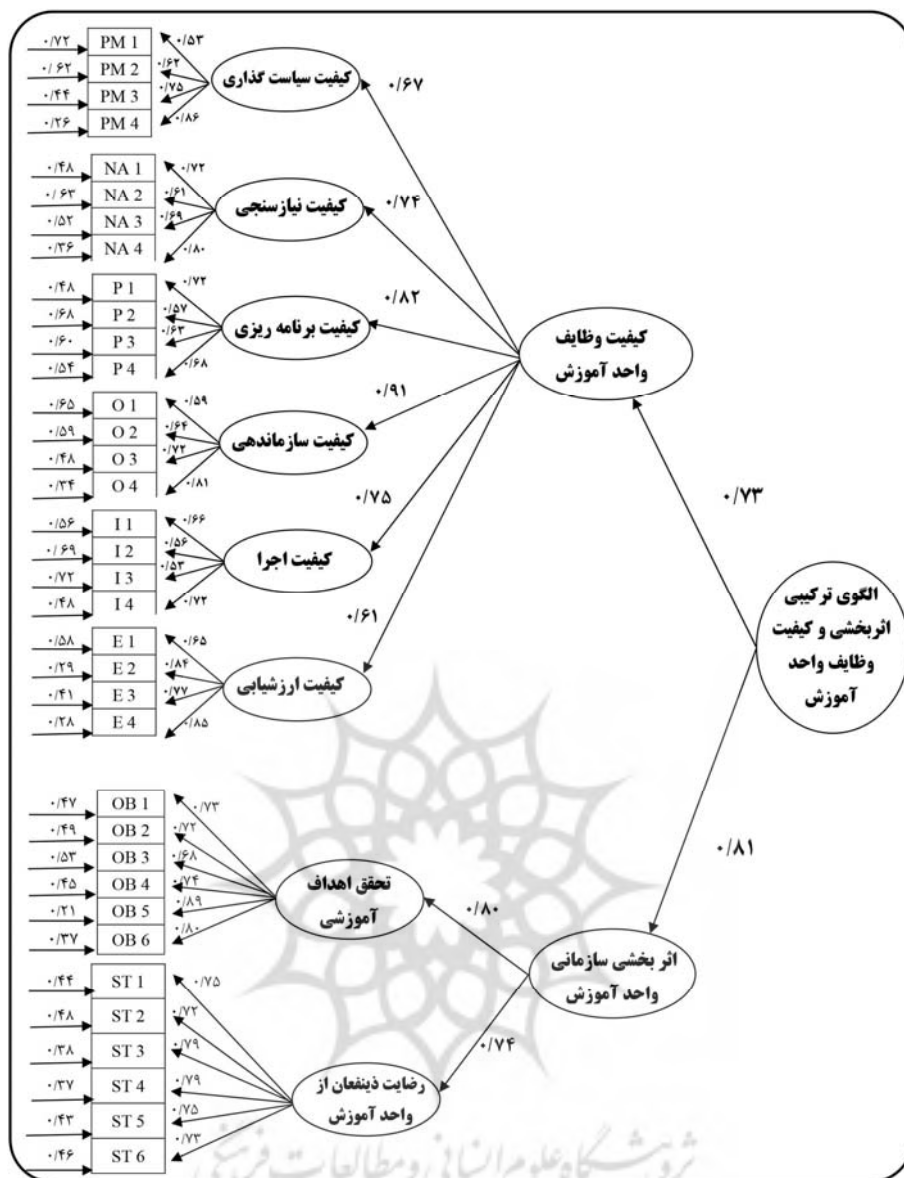 ۰/۷۲ PM 1 ۰/۵۳
۰/۶۲ PM 2 ۰/۶۲
۰/۴۴ PM 3 ۰/۷۵
۰/۲۶ PM 4 ۰/۸۶
کیفیت سیاست گذاری
۰/۶۷
۰/۴۸ NA 1 ۰/۷۲
۰/۶۳ NA 2 ۰/۶۱
۰/۵۲ NA 3 ۰/۶۹
۰/۳۶ NA 4 ۰/۸۰
کیفیت نیازسنجی
۰/۷۴
۰/۴۸ P 1 ۰/۷۲
۰/۶۸ P 2 ۰/۵۷
۰/۶۰ P 3 ۰/۶۳
۰/۵۴ P 4 ۰/۶۸
کیفیت برنامه ریزی
۰/۸۲
۰/۶۵ O 1 ۰/۵۹
۰/۵۹ O 2 ۰/۶۴
۰/۴۸ O 3 ۰/۷۲
۰/۳۴ O 4 ۰/۸۱
کیفیت سازماندهی
۰/۹۱
۰/۵۶ I 1 ۰/۶۶
۰/۶۹ I 2 ۰/۵۶
۰/۷۲ I 3 ۰/۵۳
۰/۴۸ I 4 ۰/۷۲
کیفیت اجرا
۰/۷۵
۰/۵۸ E 1 ۰/۶۵
۰/۲۹ E 2 ۰/۸۴
۰/۴۱ E 3 ۰/۷۷
۰/۲۸ E 4 ۰/۸۵
کیفیت ارزشیابی
۰/۶۱
کیفیت وظایف
واحد آموزش
۰/۷۳
الگوی ترکیبی
اثربخشی و کیفیت
وظایف واحد
آموزش
۰/۸۱
۰/۴۷ OB 1 ۰/۷۳
۰/۴۹ OB 2 ۰/۷۲
۰/۵۳ OB 3 ۰/۶۸
۰/۴۵ OB 4 ۰/۷۴
۰/۲۱ OB 5 ۰/۸۹
۰/۳۷ OB 6 ۰/۸۰
تحقق اهداف
آموزشی
۰/۸۰
اثر بخشی سازمانی
واحد آموزش
۰/۷۴
۰/۴۴ ST 1 ۰/۷۵
۰/۴۸ ST 2 ۰/۷۲
۰/۳۸ ST 3 ۰/۷۹
۰/۳۷ ST 4 ۰/۷۹
۰/۴۳ ST 5 ۰/۷۵
۰/۴۶ ST 6 ۰/۷۳
رضایت ذینفعان از
واحد آموزش
پژوهشگاه علوم انسانی و مطالعات فرهنگی